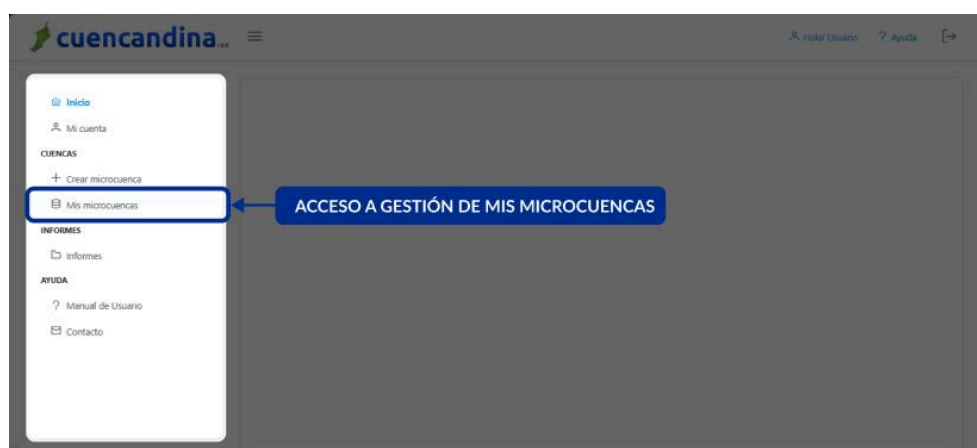 cuencandina
Hola! Usuario
? Ayuda
Inicio
Mi cuenta
CUENCAS
+ Crear microcuenca
Mis microcuencas
ACCESO A GESTIÓN DE MIS MICROCUENCAS
INFORMES
Informes
AYUDA
? Manual de Usuario
Contacto